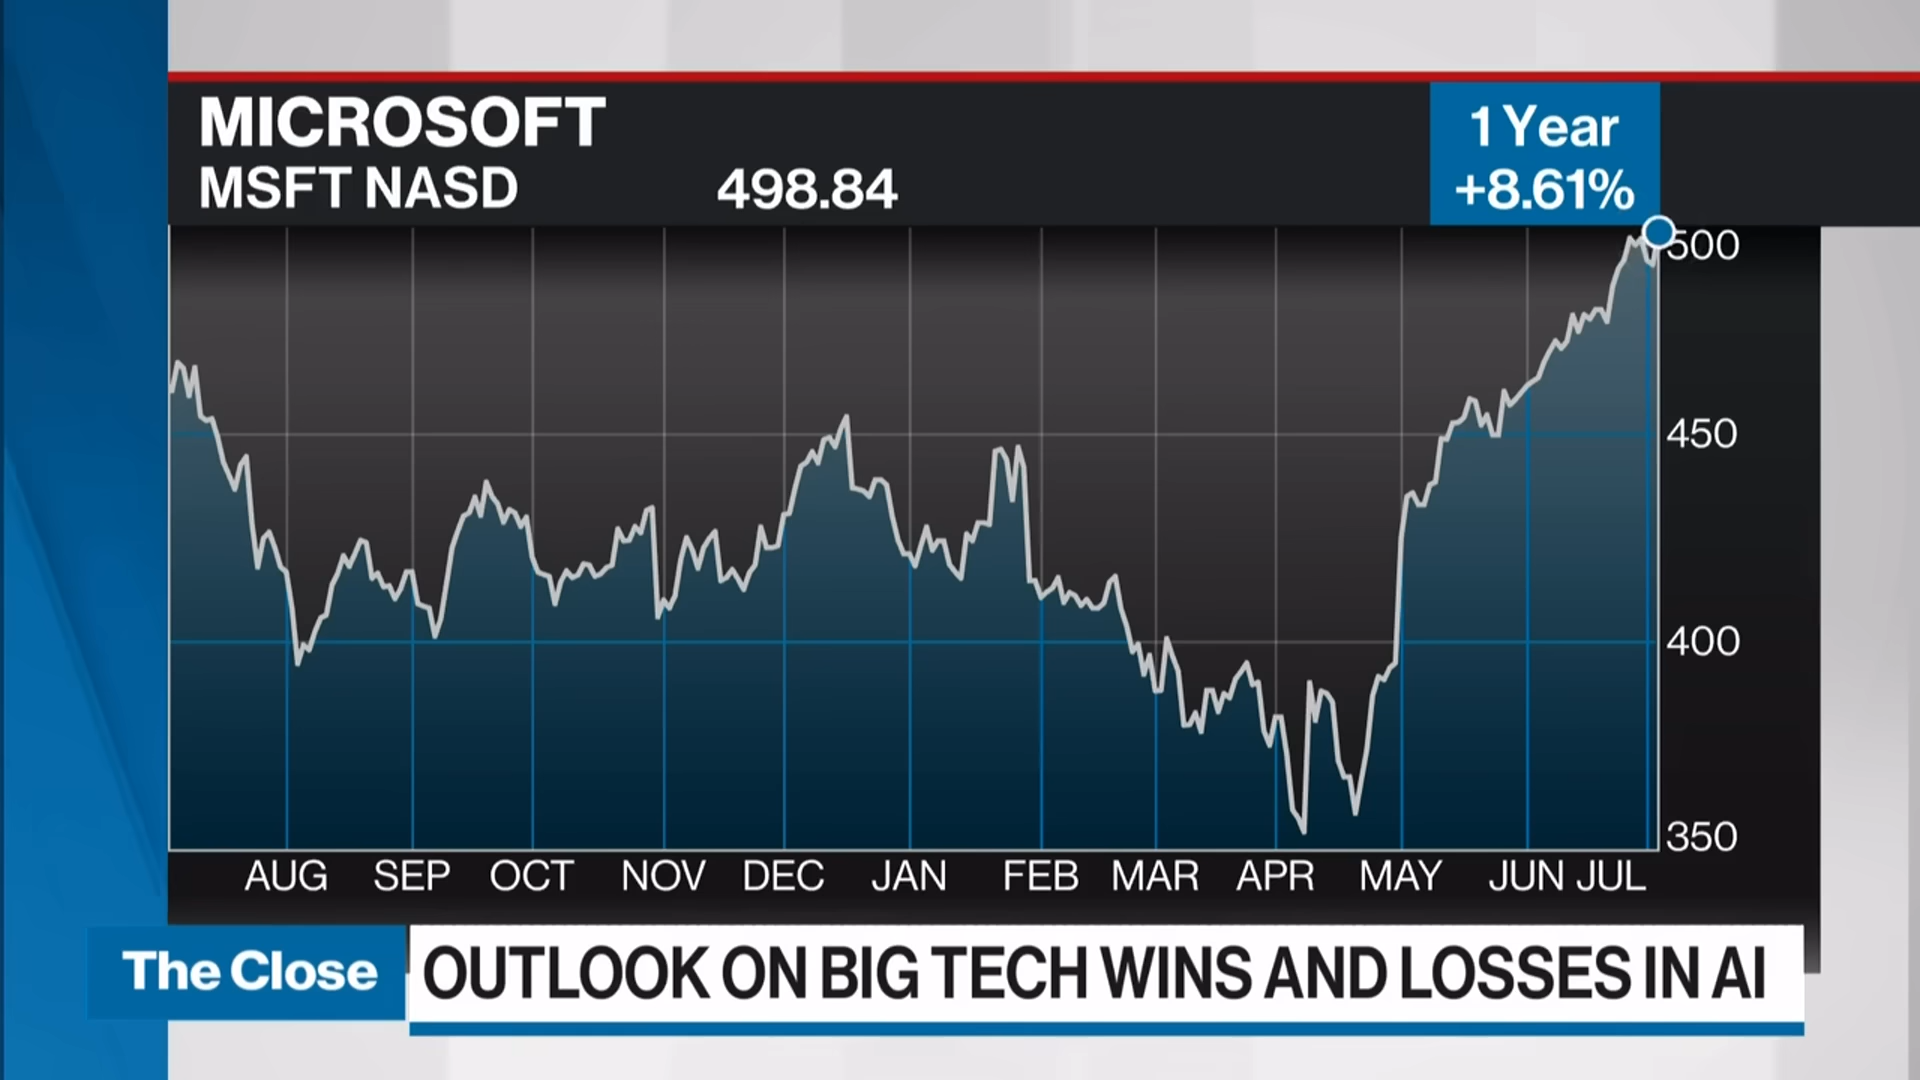 MICROSOFT
MSFT NASD 498.84
1 Year
+8.61%
500
450
400
350
AUG SEP OCT NOV DEC JAN FEB MAR APR MAY JUN JUL
The Close
OUTLOOK ON BIG TECH WINS AND LOSSES IN AI